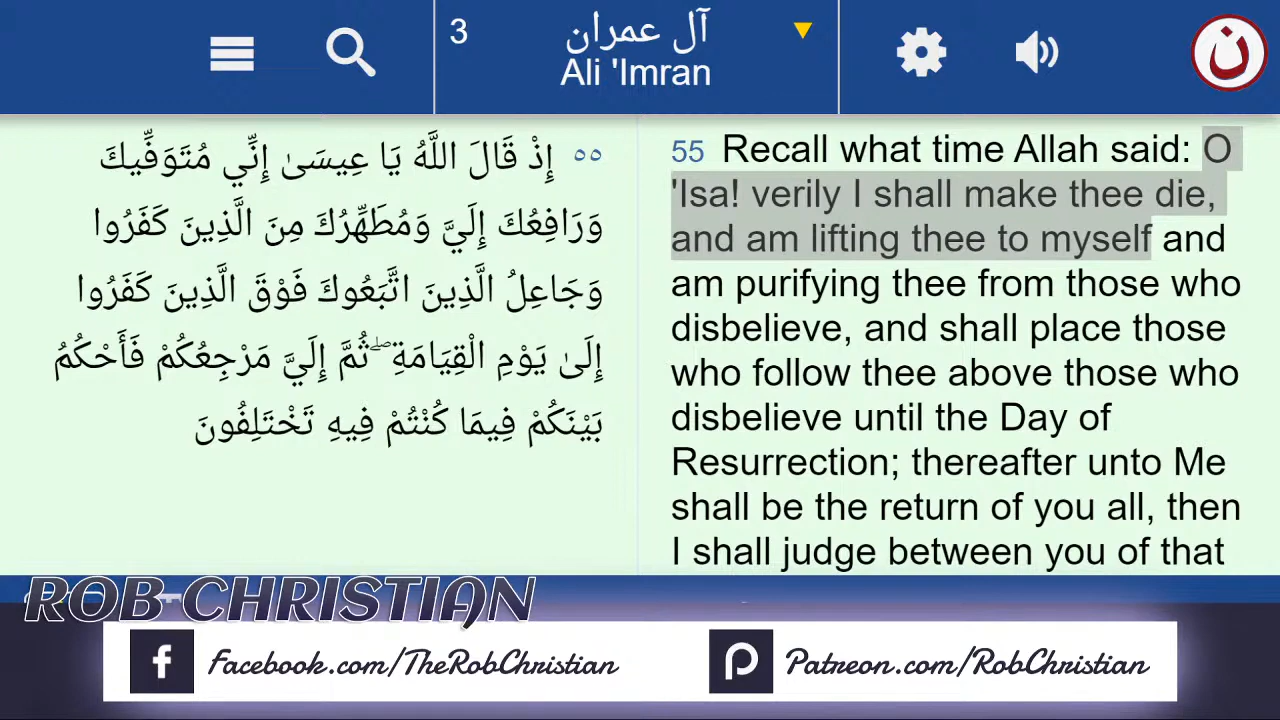 3
آل عمران
Ali 'Imran
ن
٥٥ إِذْ قَالَ اللَّهُ يَا عِيسَىٰ إِنِّي مُتَوَفِّيكَ
وَرَافِعُكَ إِلَيَّ وَمُطَهِّرُكَ مِنَ الَّذِينَ كَفَرُوا
وَجَاعِلُ الَّذِينَ اتَّبَعُوكَ فَوْقَ الَّذِينَ كَفَرُوا
إِلَىٰ يَوْمِ الْقِيَامَةِ ۖ ثُمَّ إِلَيَّ مَرْجِعُكُمْ فَأَحْكُمُ
بَيْنَكُمْ فِيمَا كُنْتُمْ فِيهِ تَخْتَلِفُونَ
55 Recall what time Allah said: O
'Isa! verily I shall make thee die,
and am lifting thee to myself and
am purifying thee from those who
disbelieve, and shall place those
who follow thee above those who
disbelieve until the Day of
Resurrection; thereafter unto Me
shall be the return of you all, then
I shall judge between you of that
ROB CHRISTIAN
Facebook.com/TheRobChristian
Patreon.com/RobChristian